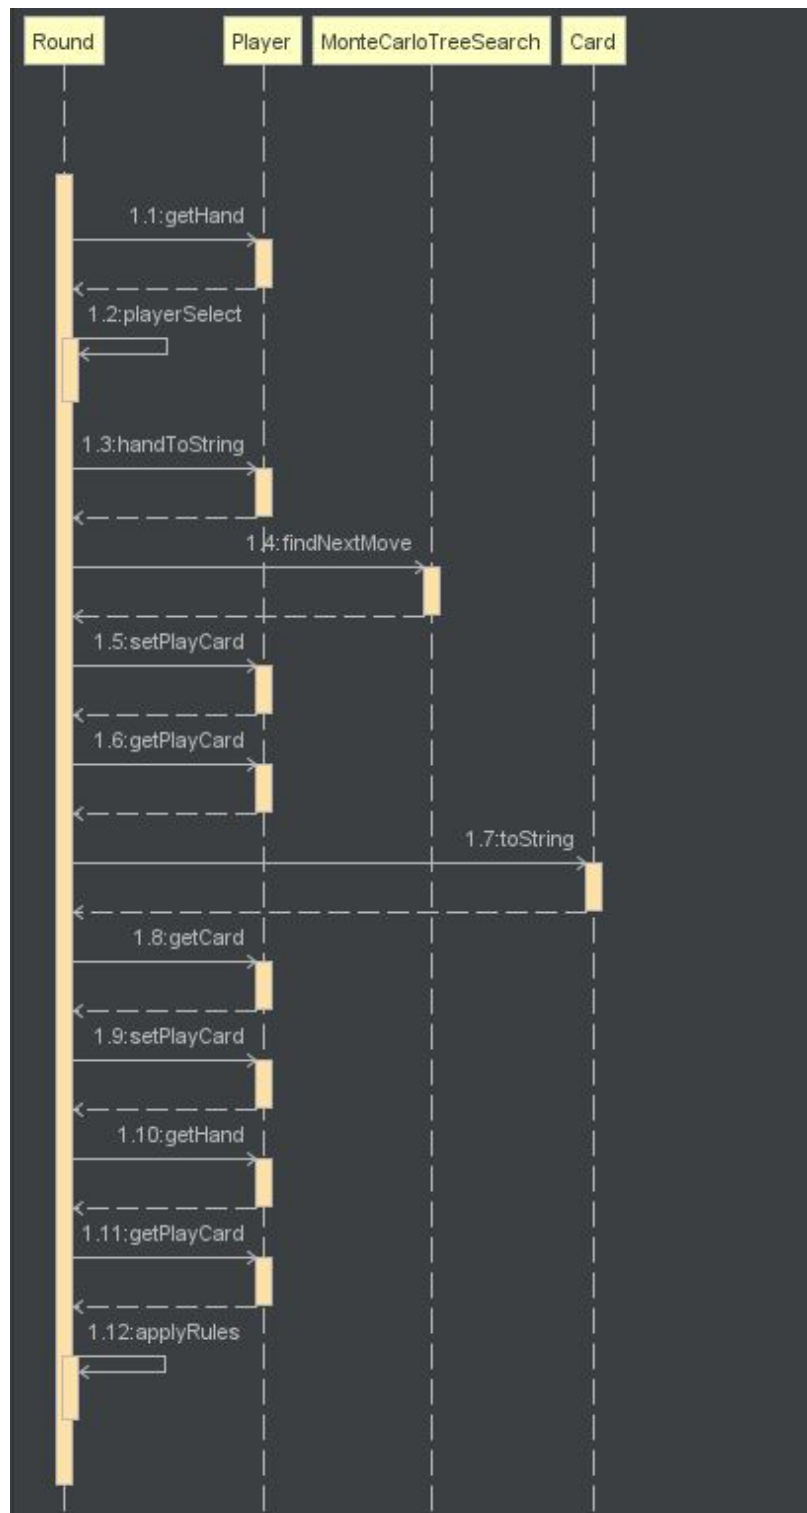 Round
Player
MonteCarloTreeSearch
Card
1.1:getHand
1.2:playerSelect
1.3:handToString
1.4:findNextMove
1.5:setPlayCard
1.6:getPlayCard
1.7:toString
1.8:getCard
1.9:setPlayCard
1.10:getHand
1.11:getPlayCard
1.12:applyRules